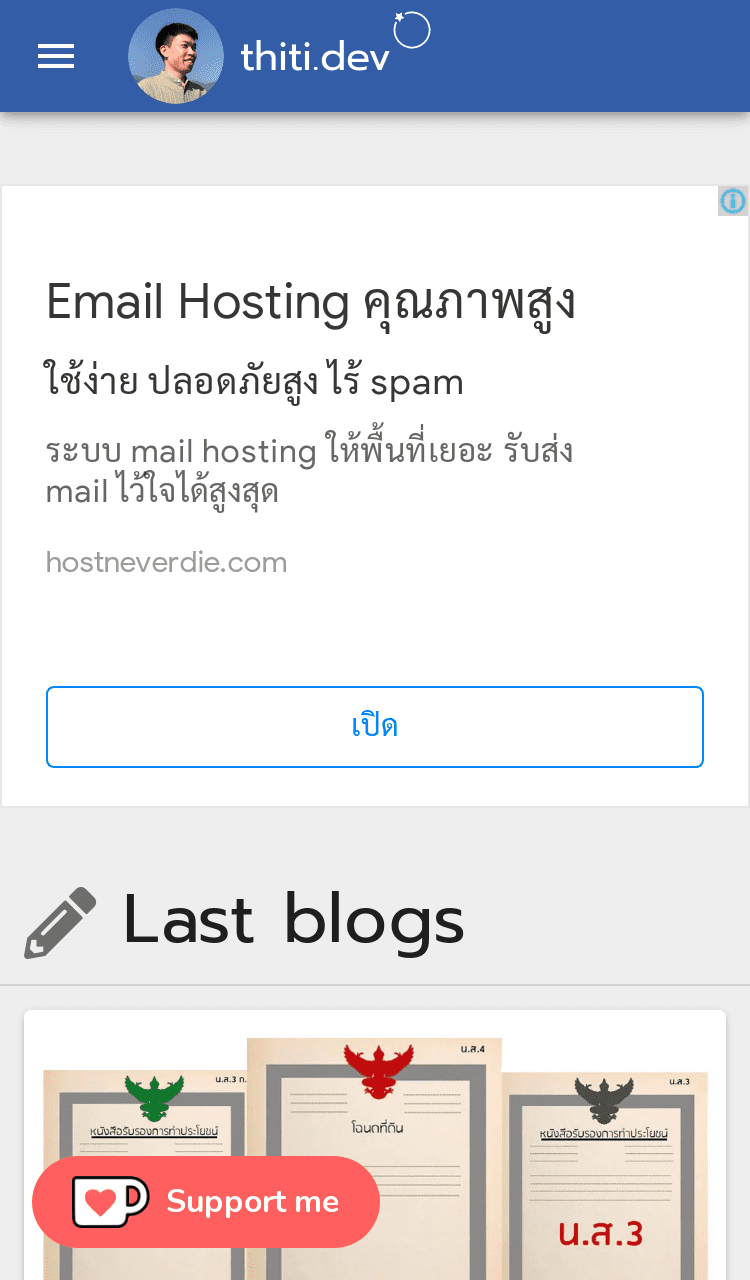 thiti.dev
Email Hosting คุณภาพสูง
ใช้ง่าย ปลอดภัยสูง ไร้ spam
ระบบ mail hosting ให้พื้นที่เยอะ รับส่ง
mail ไว้ใจได้สูงสุด
hostneverdie.com
เปิด
Last blogs
น.ส.3 ก.
น.ส.4
น.ส.3
หนังสือรับรองการทำประโยชน์
โฉนดที่ดิน
หนังสือรับรองการทำประโยชน์
น.ส.3
Support me